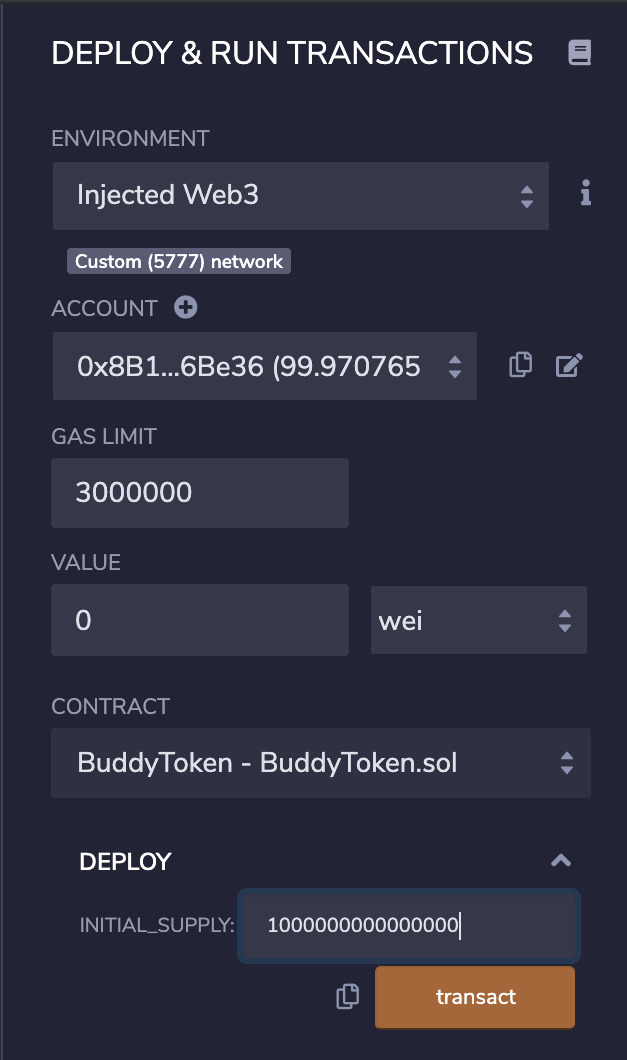 DEPLOY & RUN TRANSACTIONS
ENVIRONMENT
Injected Web3
Custom (5777) network
ACCOUNT
0x8B1...6Be36 (99.970765
GAS LIMIT
3000000
VALUE
0 wei
CONTRACT
BuddyToken - BuddyToken.sol
DEPLOY
INITIAL_SUPPLY: 1000000000000000
transact